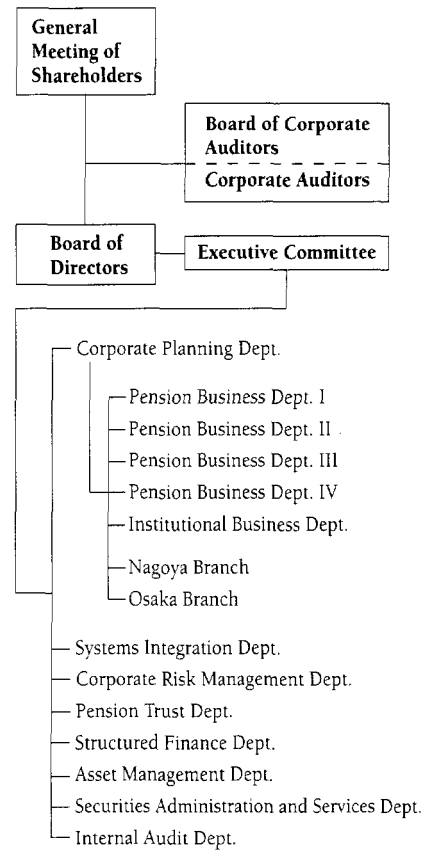 General
Meeting of
Shareholders
Board of Corporate
Auditors
Corporate Auditors
Board of
Directors
Executive Committee
Corporate Planning Dept.
Pension Business Dept. I
Pension Business Dept. II
Pension Business Dept. III
Pension Business Dept. IV
Institutional Business Dept.
Nagoya Branch
Osaka Branch
Systems Integration Dept.
Corporate Risk Management Dept.
Pension Trust Dept.
Structured Finance Dept.
Asset Management Dept.
Securities Administration and Services Dept.
Internal Audit Dept.